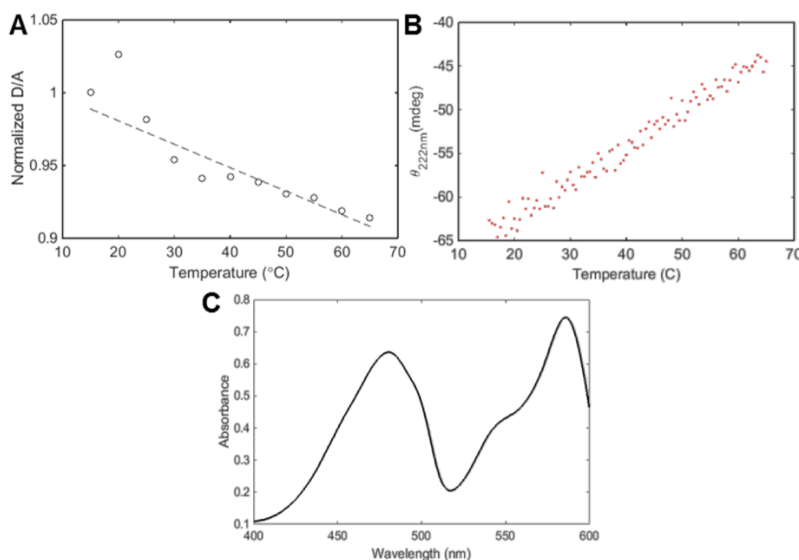 A
1.05
1
0.95
0.9
Normalized D/A
10 20 30 40 50 60 70
Temperature (°C)
B
-40
-45
-50
-55
-60
-65
θ222nm(mdeg)
10 20 30 40 50 60 70
Temperature (C)
C
0.8
0.7
0.6
0.5
0.4
0.3
0.2
0.1
Absorbance
400 450 500 550 600
Wavelength (nm)